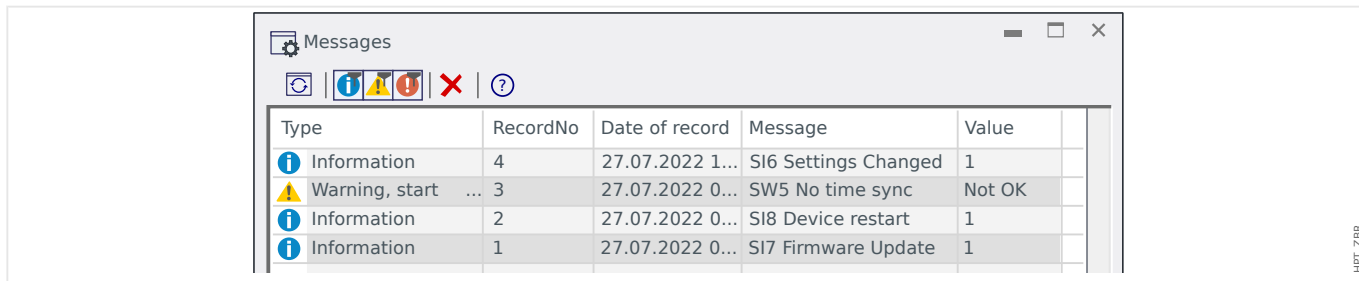 Messages
Type RecordNo Date of record Message Value
Information 4 27.07.2022 1... SI6 Settings Changed 1
Warning, start ... 3 27.07.2022 0... SW5 No time sync Not OK
Information 2 27.07.2022 0... SI8 Device restart 1
Information 1 27.07.2022 0... SI7 Firmware Update 1